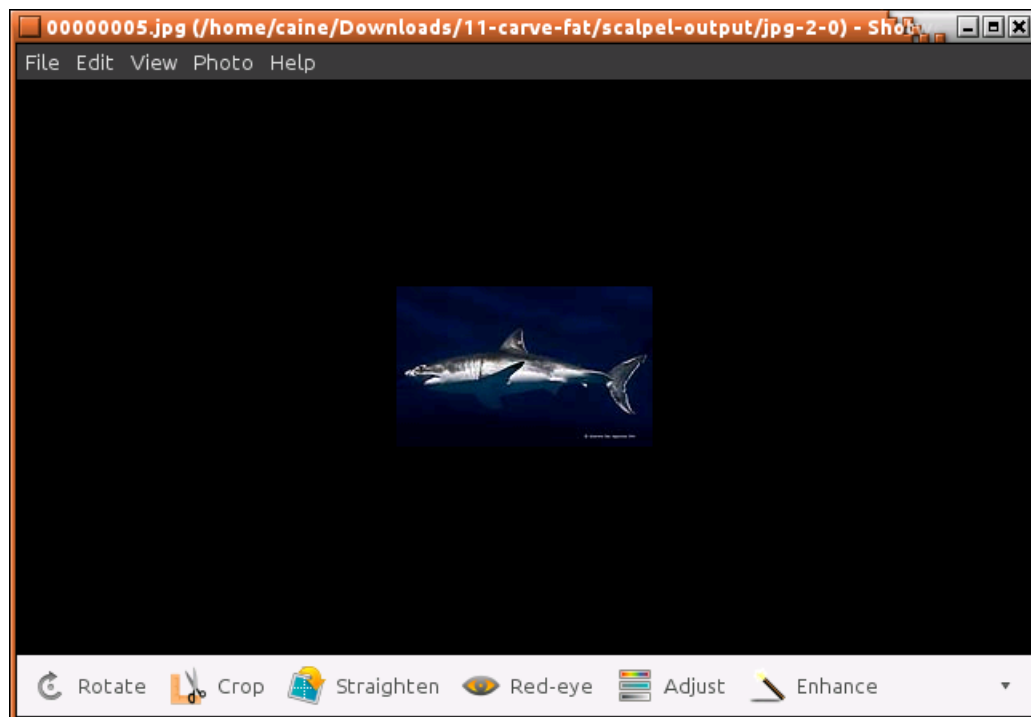 00000005.jpg (/home/caine/Downloads/11-carve-fat/scalpel-output/jpg-2-0) - Sho
File Edit View Photo Help
Rotate Crop Straighten Red-eye Adjust Enhance